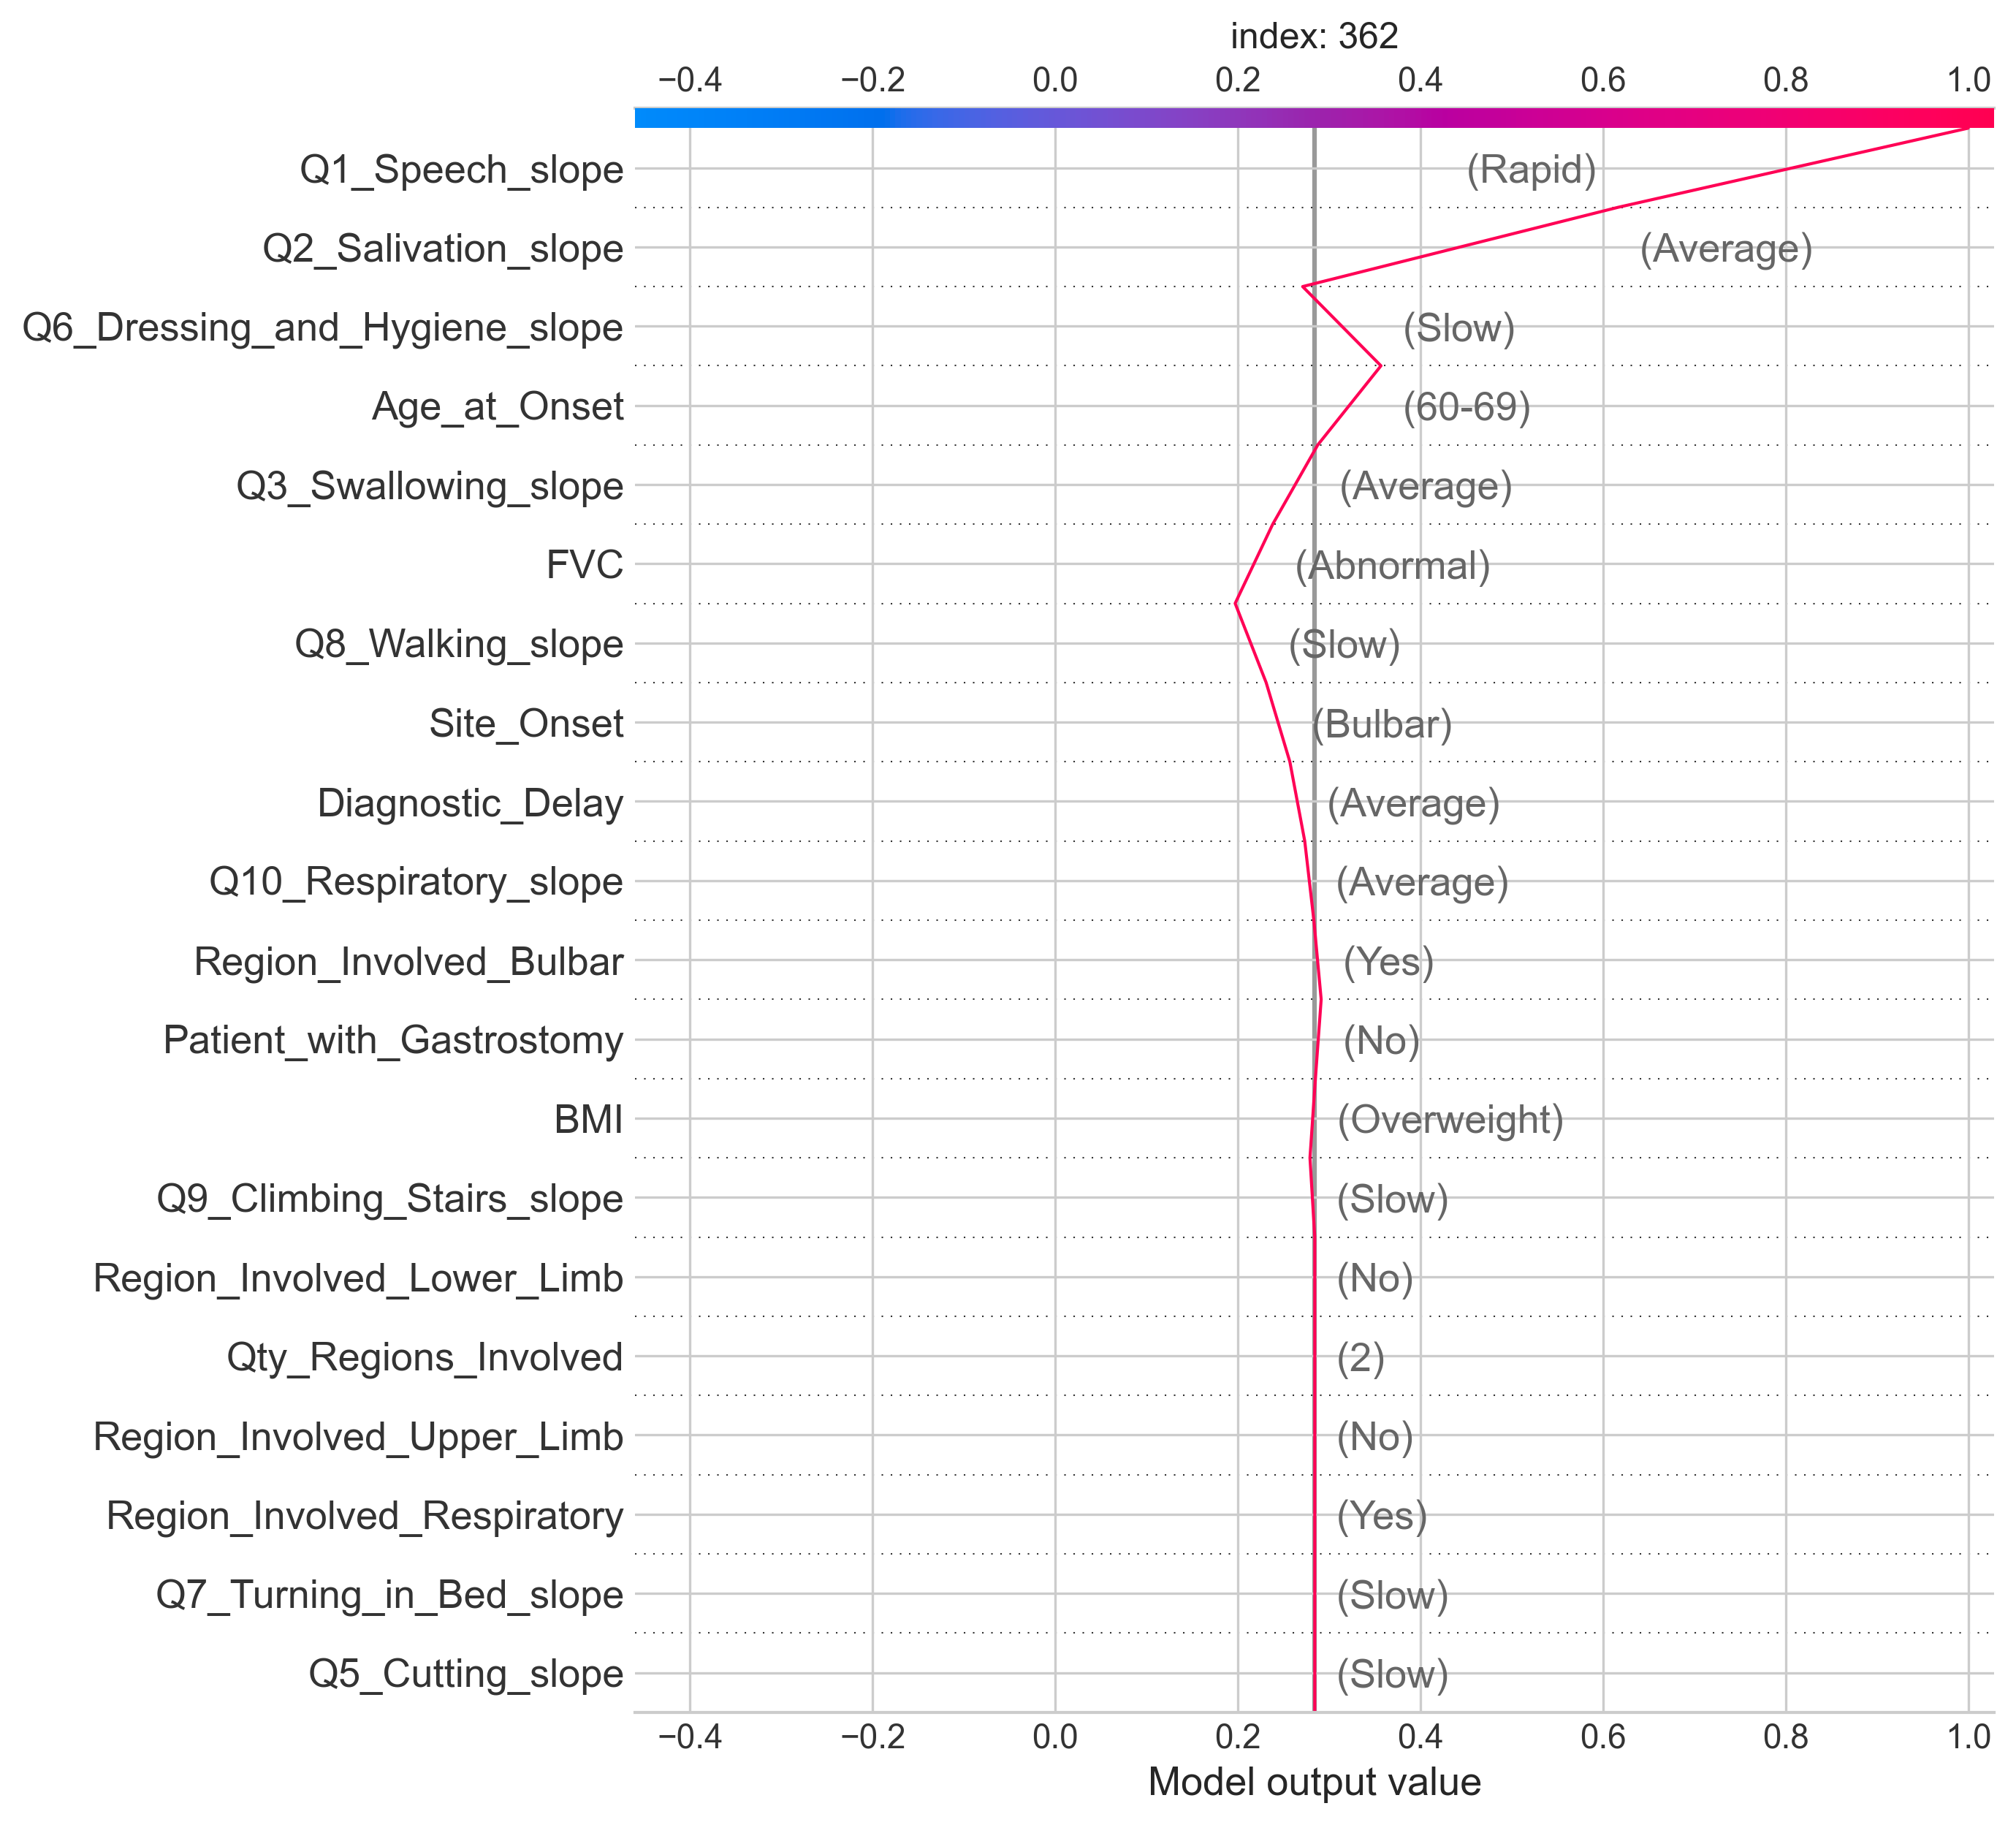 index: 362
−0.4 −0.2 0.0 0.2 0.4 0.6 0.8 1.0
Q1_Speech_slope (Rapid)
Q2_Salivation_slope (Average)
Q6_Dressing_and_Hygiene_slope (Slow)
Age_at_Onset (60-69)
Q3_Swallowing_slope (Average)
FVC (Abnormal)
Q8_Walking_slope (Slow)
Site_Onset (Bulbar)
Diagnostic_Delay (Average)
Q10_Respiratory_slope (Average)
Region_Involved_Bulbar (Yes)
Patient_with_Gastrostomy (No)
BMI (Overweight)
Q9_Climbing_Stairs_slope (Slow)
Region_Involved_Lower_Limb (No)
Qty_Regions_Involved (2)
Region_Involved_Upper_Limb (No)
Region_Involved_Respiratory (Yes)
Q7_Turning_in_Bed_slope (Slow)
Q5_Cutting_slope (Slow)
−0.4 −0.2 0.0 0.2 0.4 0.6 0.8 1.0
Model output value